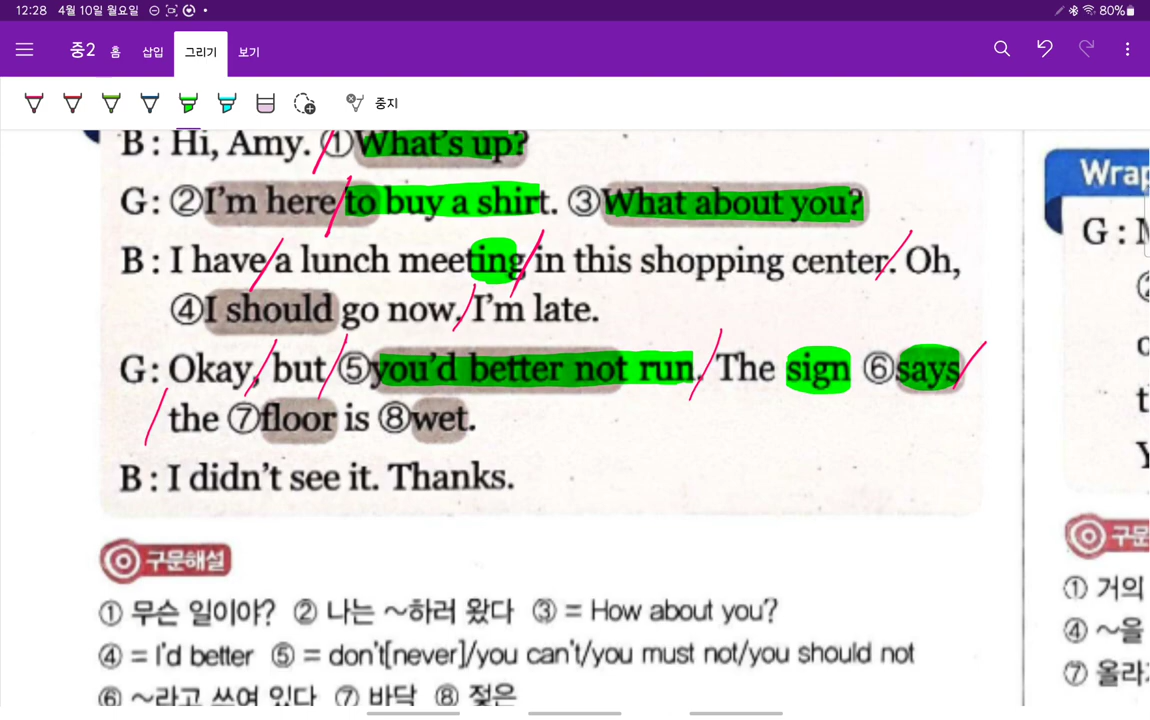 12:28 4월 10일 월요일 80%
중2 홈 삽입 그리기 보기
중지
B : Hi, Amy. ①What's up?
G: ②I'm here to buy a shirt. ③What about you?
B : I have a lunch meeting in this shopping center. Oh,
④I should go now. I'm late.
G: Okay, but ⑤you'd better not run. The sign ⑥says
the ⑦floor is ⑧wet.
B : I didn't see it. Thanks.
구문해설
① 무슨 일이야? ② 나는 ~하러 왔다 ③ = How about you?
④ = I'd better ⑤ = don't[never]/you can't/you must not/you should not
⑥ ~라고 쓰여 있다 ⑦ 바닥 ⑧ 젖은
Wrap
G :
① 거의
④ ~을
⑦